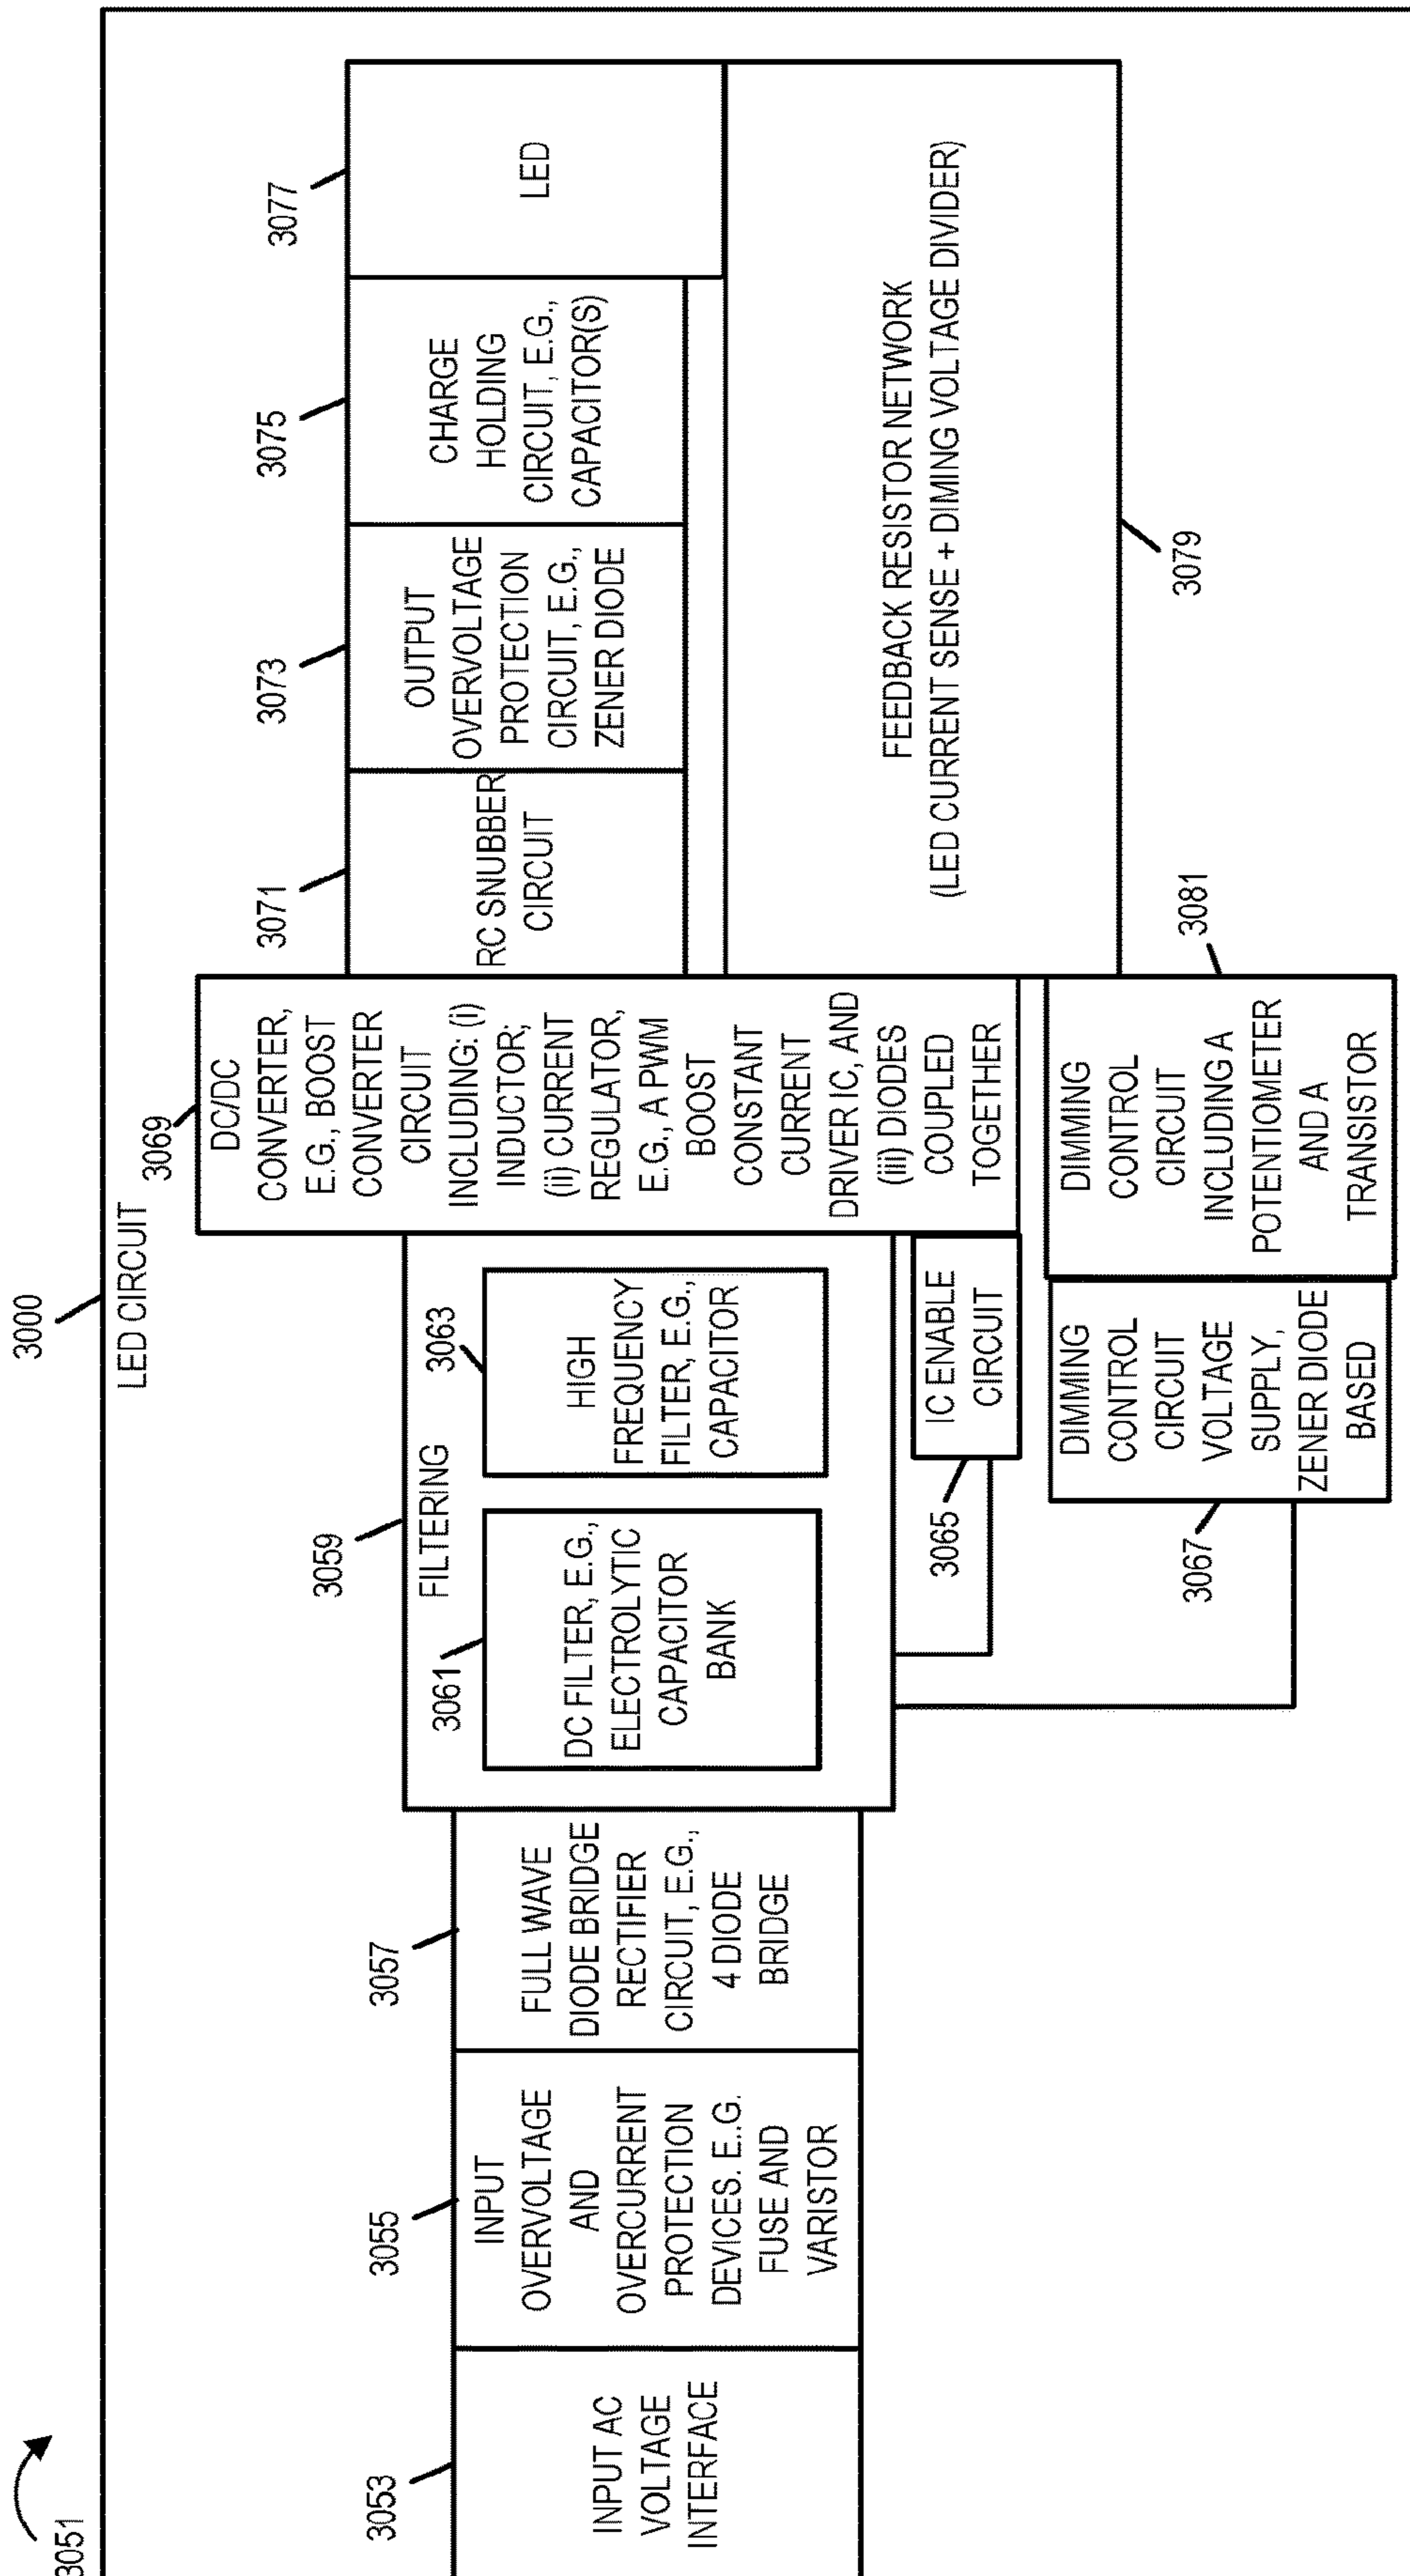 3051
3000
LED CIRCUIT
3053
INPUT AC
VOLTAGE
INTERFACE
3055
INPUT
OVERVOLTAGE
AND
OVERCURRENT
PROTECTION
DEVICES. E..G.
FUSE AND
VARISTOR
3057
FULL WAVE
DIODE BRIDGE
RECTIFIER
CIRCUIT, E.G.,
4 DIODE
BRIDGE
3059
FILTERING
3061
DC FILTER, E.G.,
ELECTROLYTIC
CAPACITOR
BANK
3063
HIGH
FREQUENCY
FILTER, E.G.,
CAPACITOR
3065
IC ENABLE
CIRCUIT
3067
DIMMING
CONTROL
CIRCUIT
VOLTAGE
SUPPLY,
ZENER DIODE
BASED
3069
DC/DC
CONVERTER,
E.G., BOOST
CONVERTER
CIRCUIT
INCLUDING: (i)
INDUCTOR;
(ii) CURRENT
REGULATOR,
E.G., A PWM
BOOST
CONSTANT
CURRENT
DRIVER IC, AND
(iii) DIODES
COUPLED
TOGETHER
3081
DIMMING
CONTROL
CIRCUIT
INCLUDING A
POTENTIOMETER
AND A
TRANSISTOR
3071
RC SNUBBER
CIRCUIT
3073
OUTPUT
OVERVOLTAGE
PROTECTION
CIRCUIT, E.G.,
ZENER DIODE
3075
CHARGE
HOLDING
CIRCUIT, E.G.,
CAPACITOR(S)
3077
LED
FEEDBACK RESISTOR NETWORK
(LED CURRENT SENSE + DIMING VOLTAGE DIVIDER)
3079